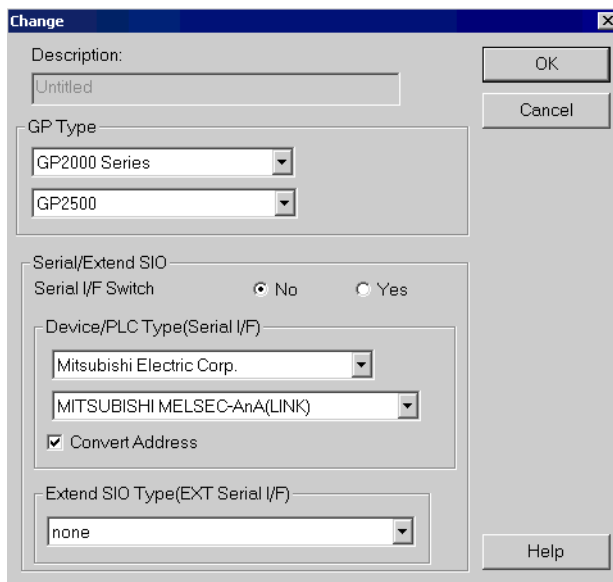 Change
Description:
OK
Untitled
Cancel
GP Type
GP2000 Series
GP2500
Serial/Extend SIO
Serial I/F Switch No Yes
Device/PLC Type(Serial I/F)
Mitsubishi Electric Corp.
MITSUBISHI MELSEC-AnA(LINK)
Convert Address
Extend SIO Type(EXT Serial I/F)
none
Help